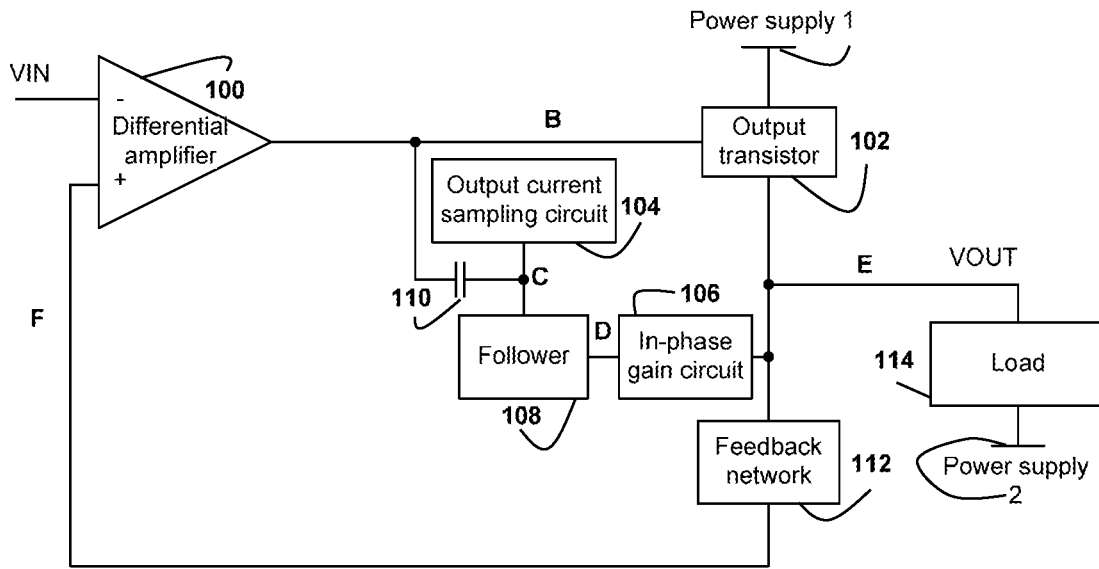 Power supply 1
VIN
100
-
Differential
amplifier
+
B
Output
transistor
102
Output current
sampling circuit
104
C
110
106
E
VOUT
F
D
Follower
In-phase
gain circuit
114
Load
108
Feedback
network
112
Power supply
2